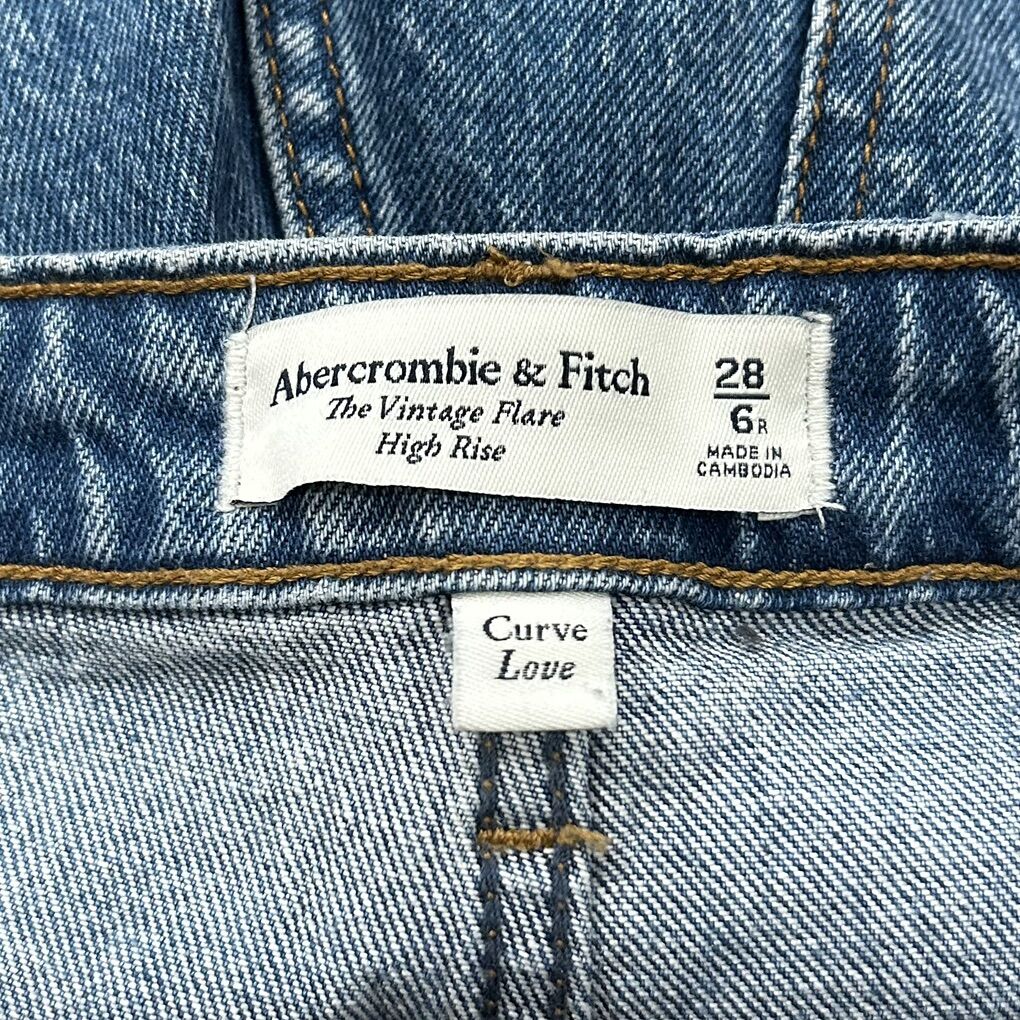 Abercrombie & Fitch
The Vintage Flare
High Rise
28
6R
MADE IN
CAMBODIA
Curve
Love